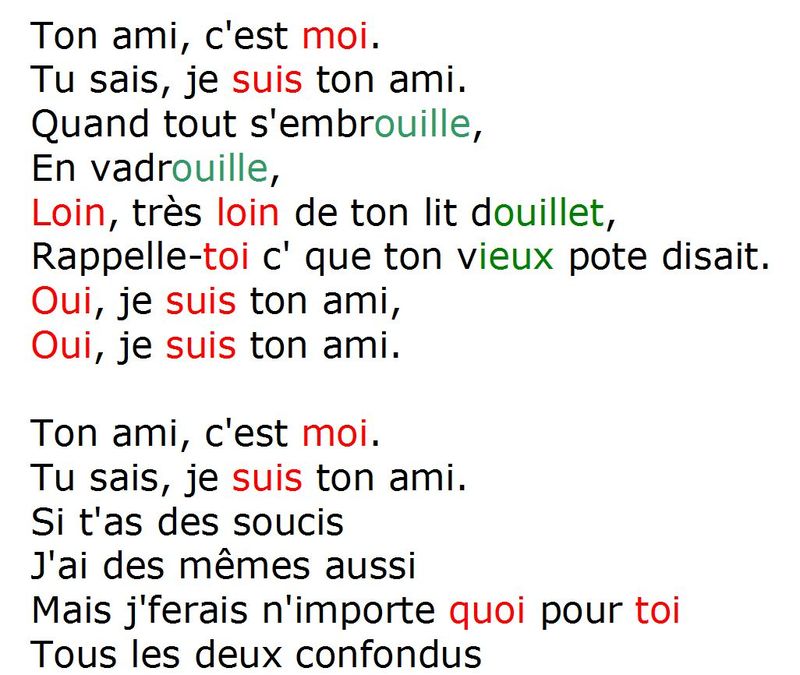 Ton ami, c'est moi.
Tu sais, je suis ton ami.
Quand tout s'embrouille,
En vadrouille,
Loin, très loin de ton lit douillet,
Rappelle-toi c' que ton vieux pote disait.
Oui, je suis ton ami,
Oui, je suis ton ami.

Ton ami, c'est moi.
Tu sais, je suis ton ami.
Si t'as des soucis
J'ai des mêmes aussi
Mais j'ferais n'importe quoi pour toi
Tous les deux confondus